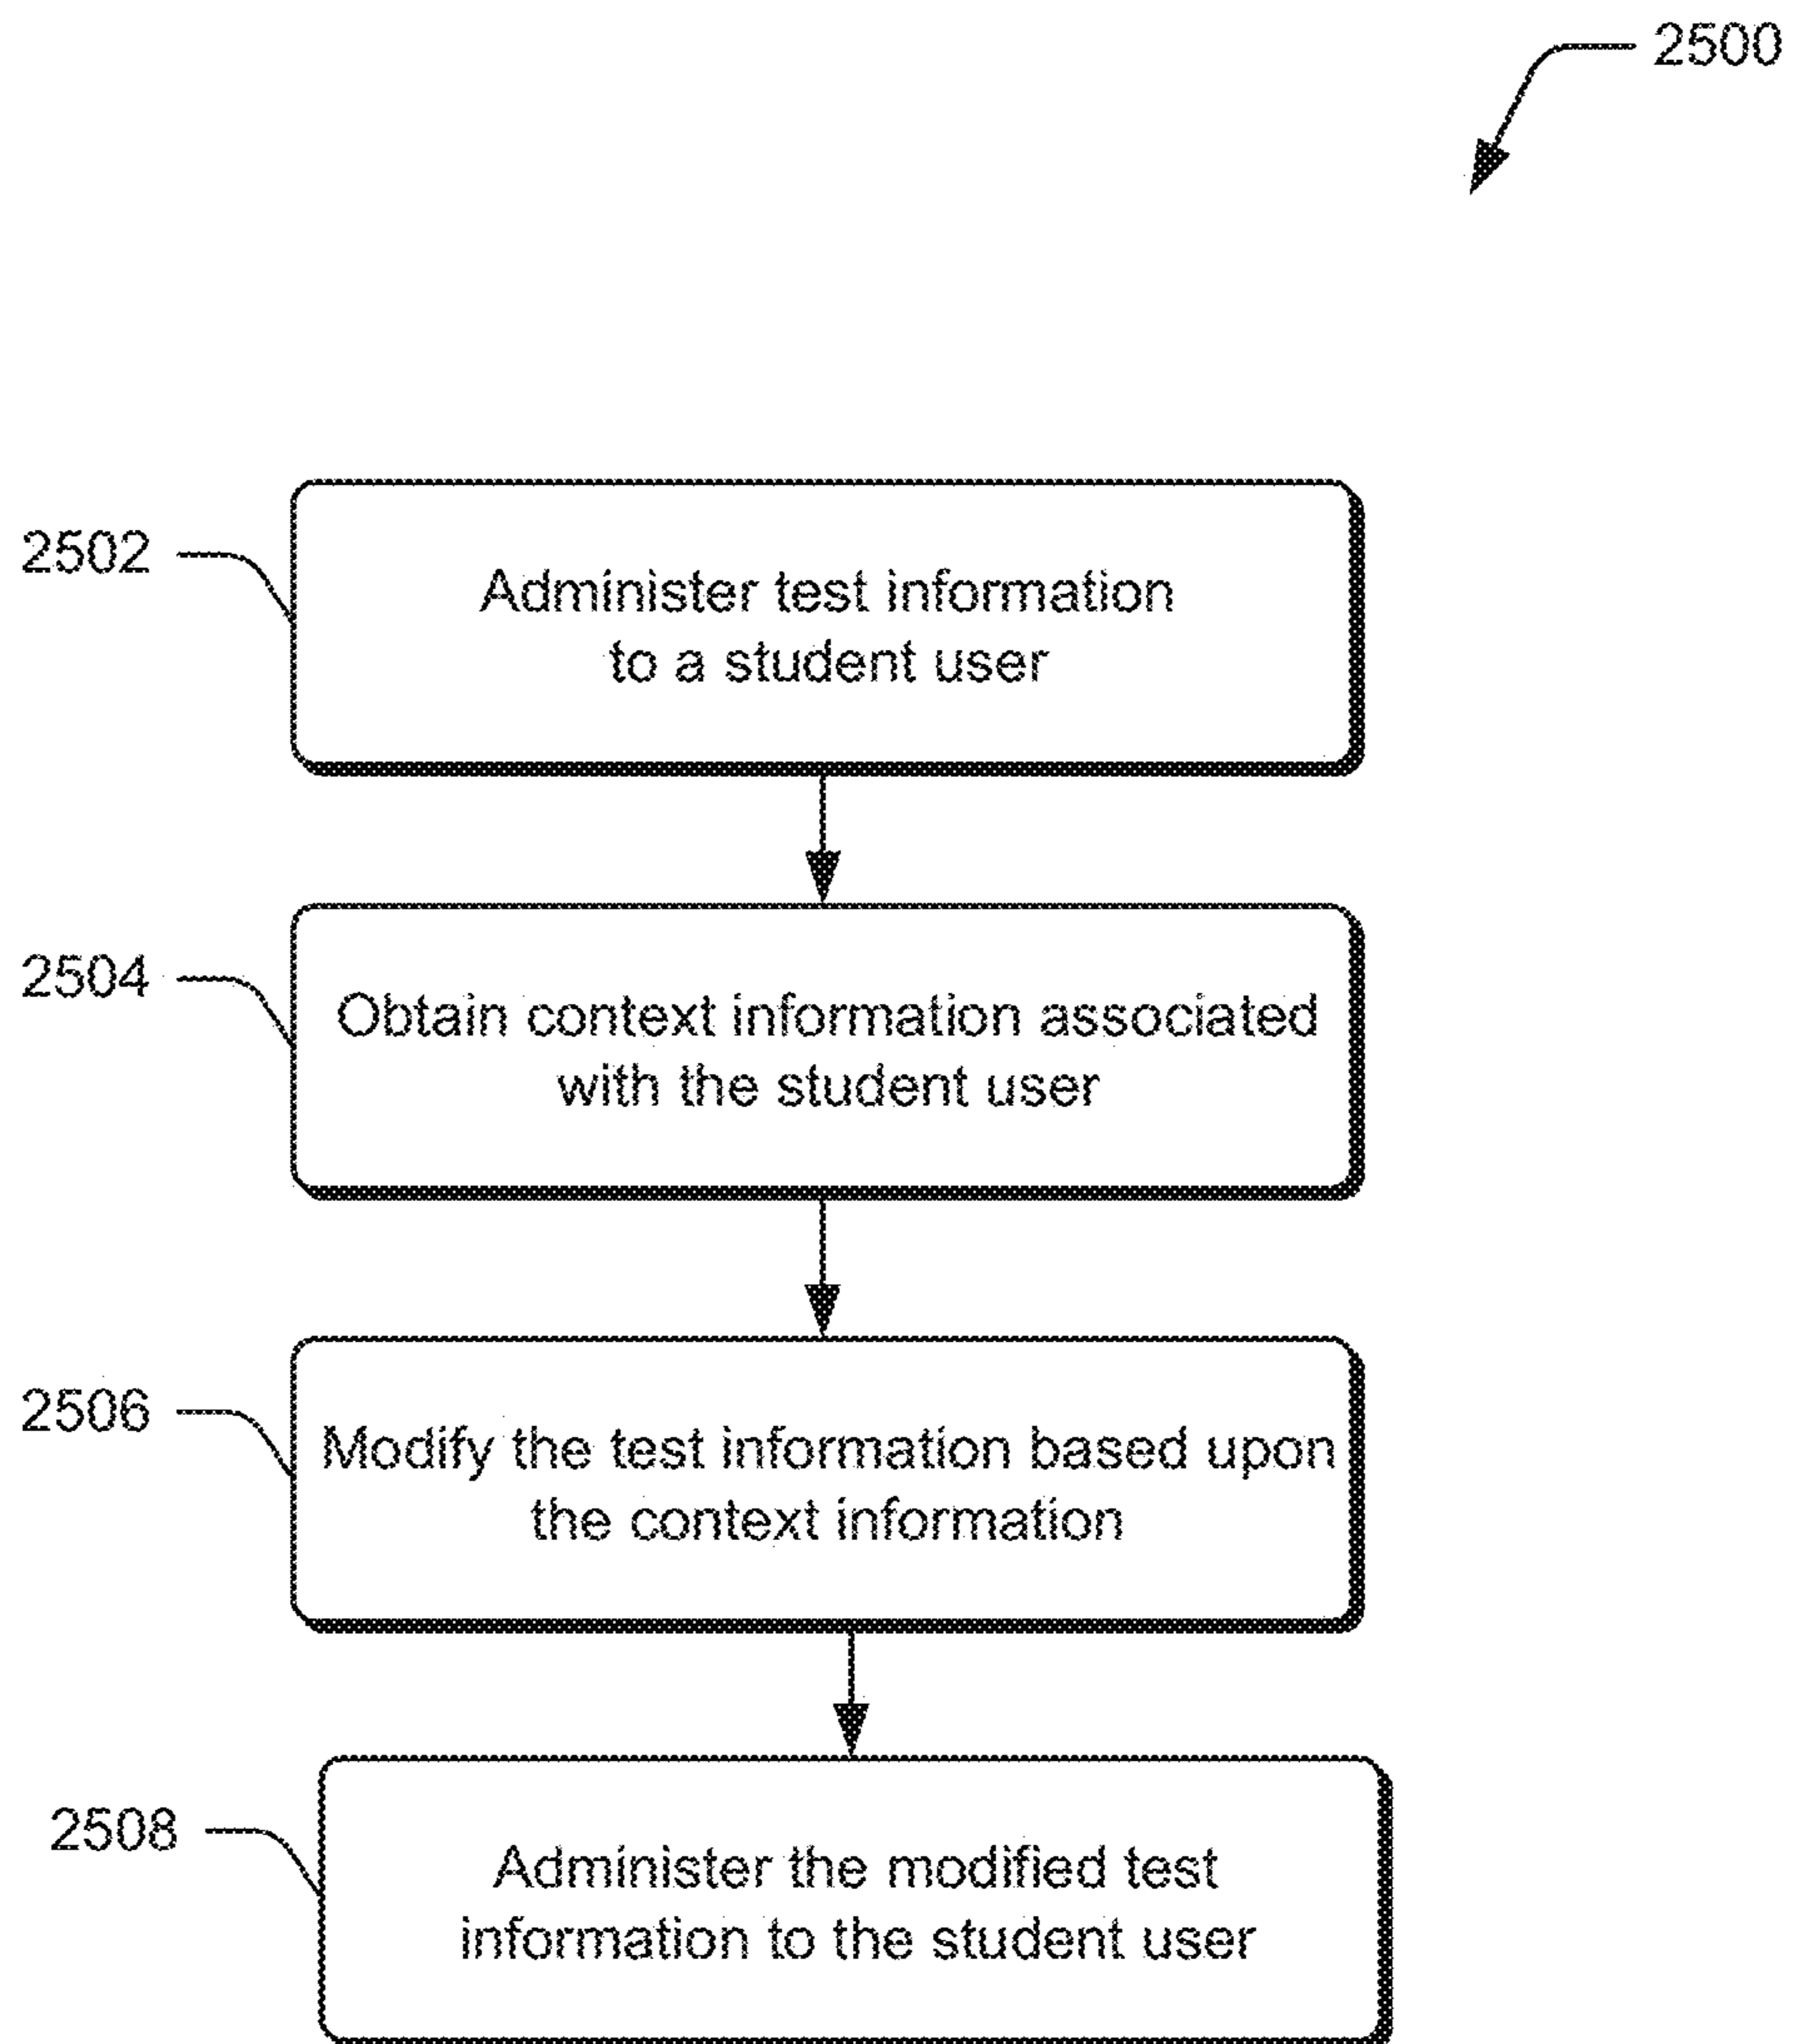 2500
2502
Administer test information
to a student user
2504
Obtain context information associated
with the student user
2506
Modify the test information based upon
the context information
2508
Administer the modified test
information to the student user